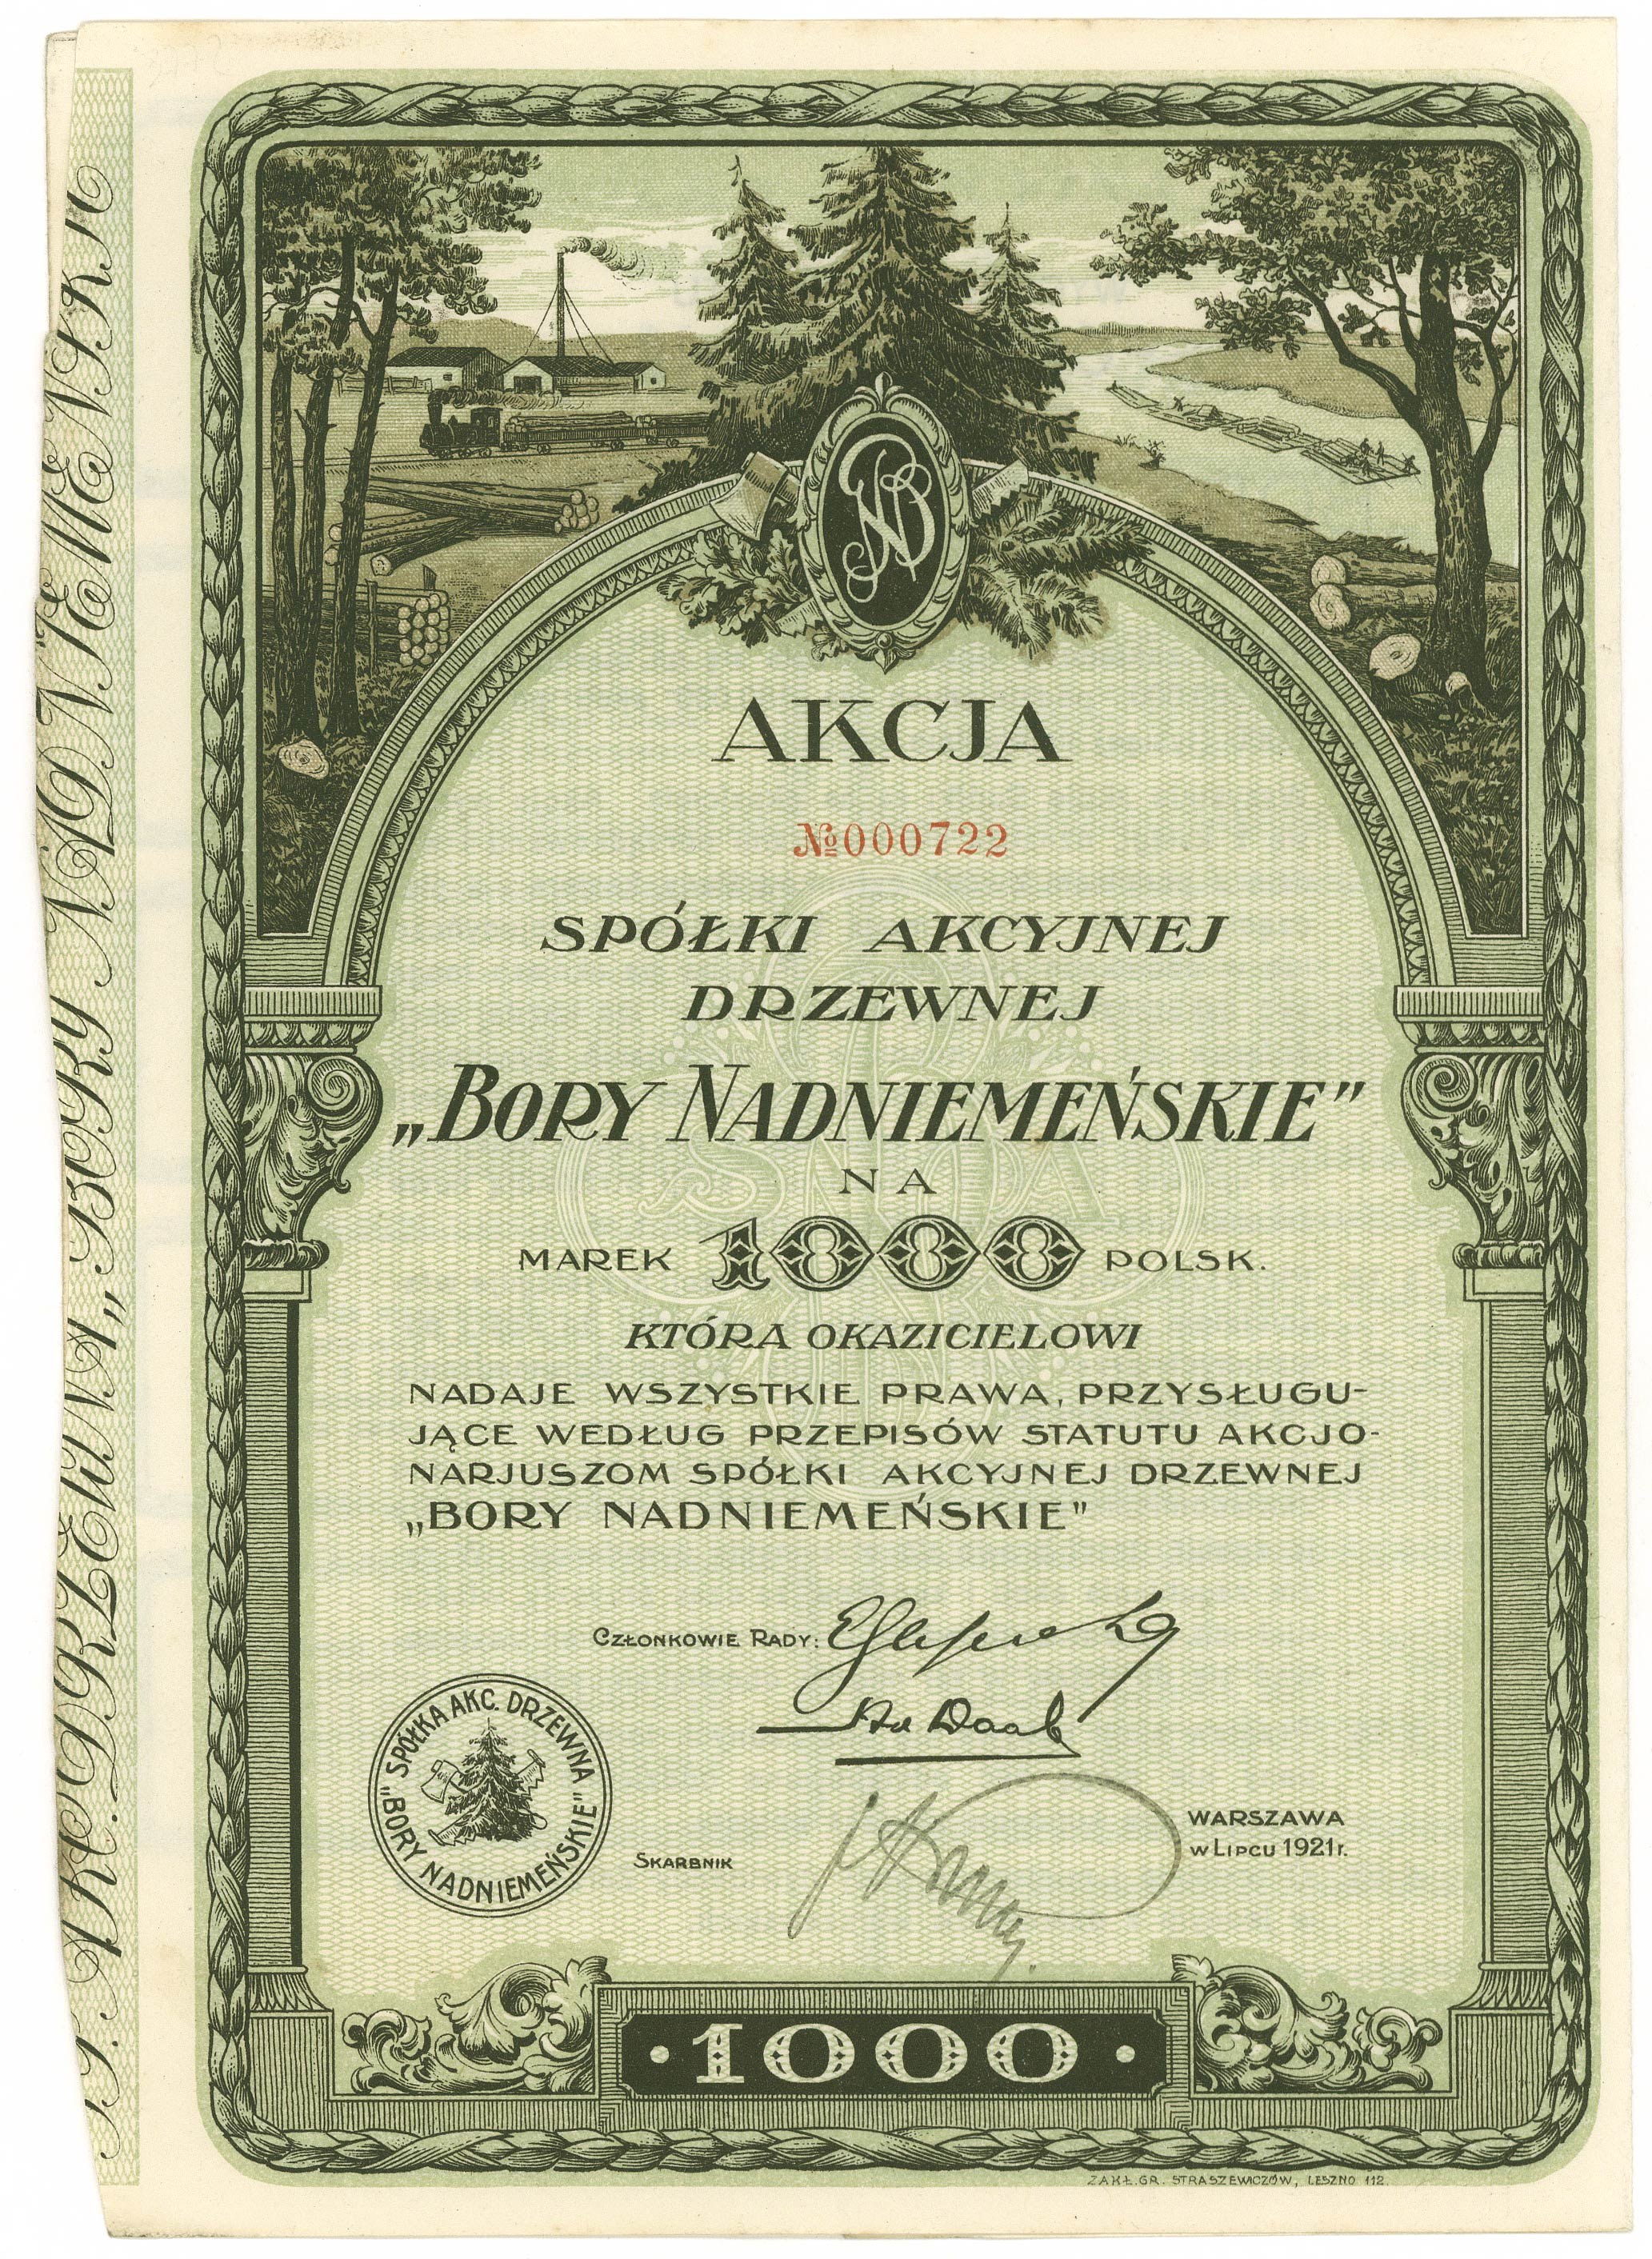 AKCJA
№000722
SPÓŁKI AKCYJNEJ
DRZEWNEJ
„BORY NADNIEMEŃSKIE"
NA
MAREK 1000 POLSK.
KTÓRA OKAZICIELOWI
NADAJE WSZYSTKIE PRAWA, PRZYSŁUGU-
JĄCE WEDŁUG PRZEPISÓW STATUTU AKCJO-
NARJUSZOM SPÓŁKI AKCYJNEJ DRZEWNEJ
„BORY NADNIEMEŃSKIE"
CZŁONKOWIE RADY:
SPÓŁKA AKC. DRZEWNA
"BORY NADNIEMEŃSKIE"
SKARBNIK
WARSZAWA
W LIPCU 1921 r.
· 1000 ·
ZAKŁ. GR. STRASZEWICZÓW, LESZNO 112.